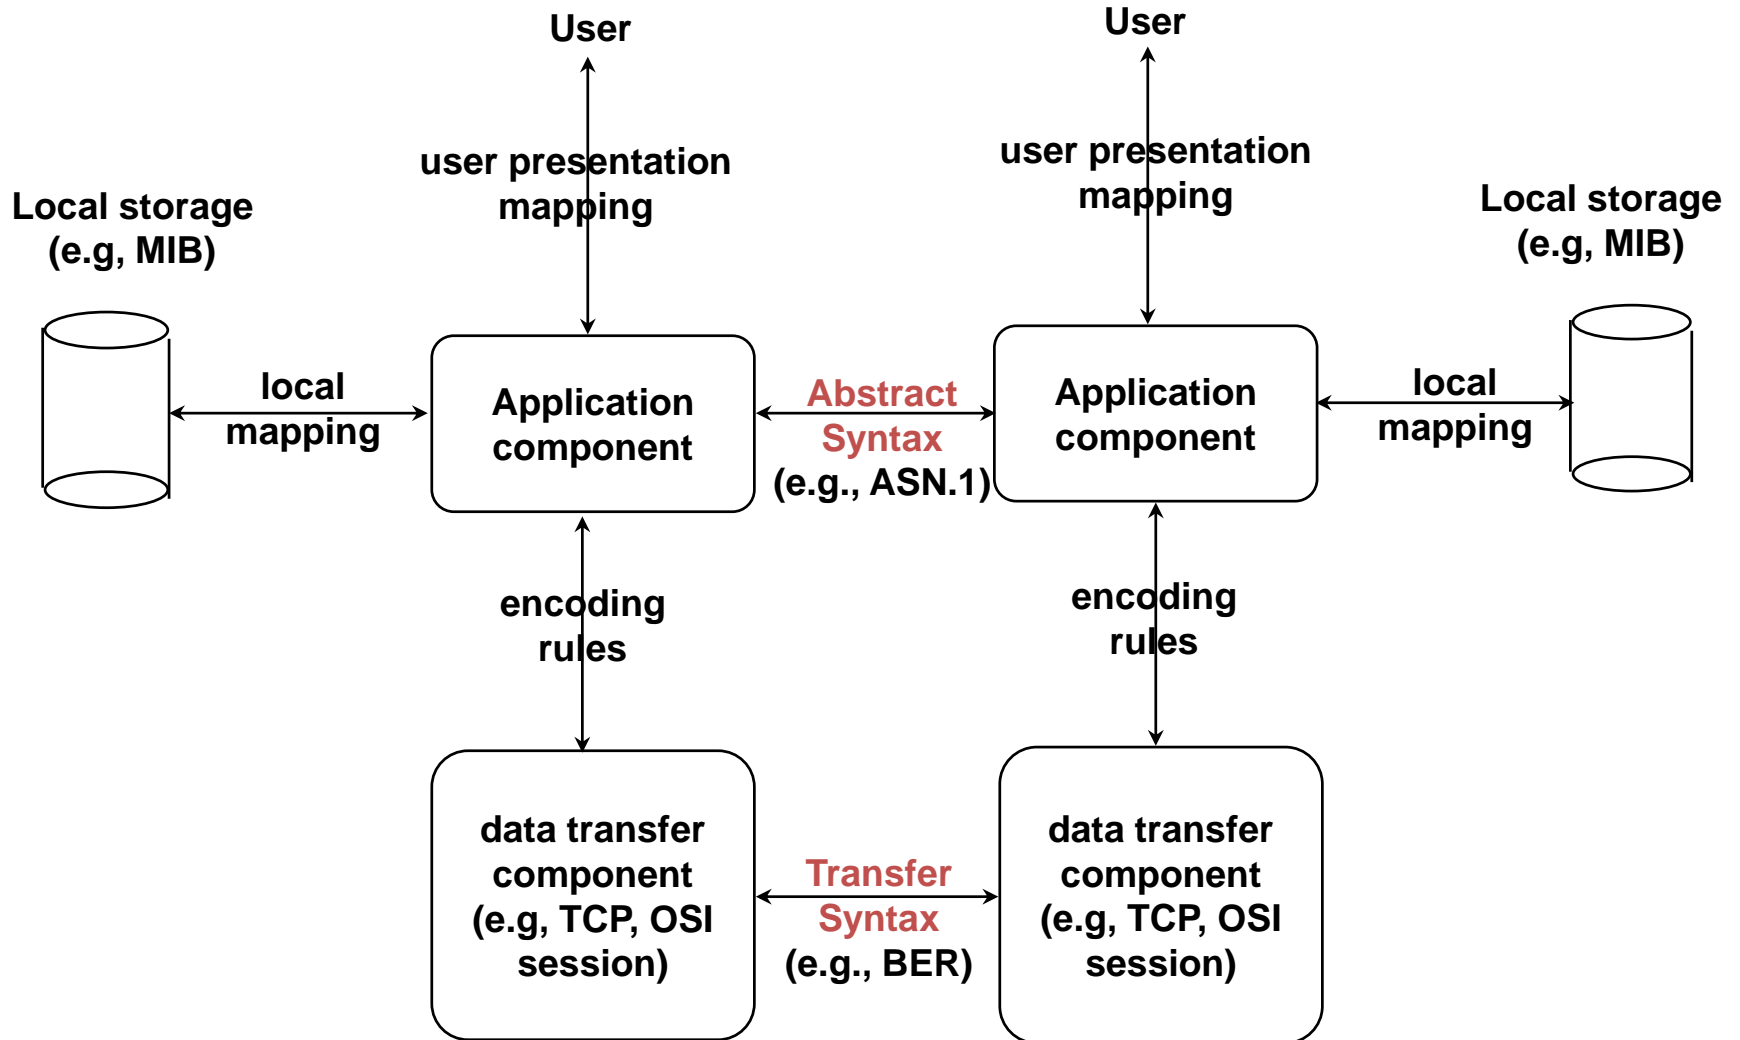 User
User
user presentation
mapping
user presentation
mapping
Local storage
(e.g, MIB)
Local storage
(e.g, MIB)
local
mapping
Application
component
Abstract
Syntax
(e.g., ASN.1)
Application
component
local
mapping
encoding
rules
encoding
rules
data transfer
component
(e.g, TCP, OSI
session)
Transfer
Syntax
(e.g., BER)
data transfer
component
(e.g, TCP, OSI
session)